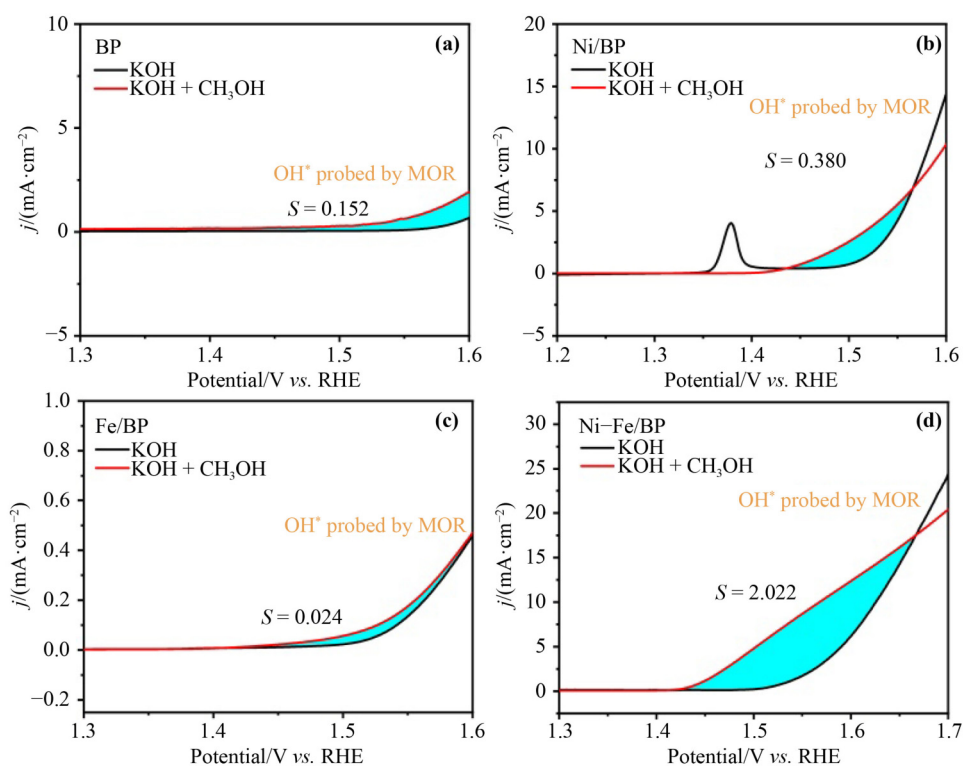 BP
(a)
KOH
KOH + CH₃OH
OH* probed by MOR
S = 0.152
10
5
0
−5
j/(mA·cm⁻²)
1.3 1.4 1.5 1.6
Potential/V vs. RHE
Ni/BP
(b)
KOH
KOH + CH₃OH
OH* probed by MOR
S = 0.380
20
15
10
5
0
−5
j/(mA·cm⁻²)
1.2 1.3 1.4 1.5 1.6
Potential/V vs. RHE
Fe/BP
(c)
KOH
KOH + CH₃OH
OH* probed by MOR
S = 0.024
1.0
0.8
0.6
0.4
0.2
0.0
−0.2
j/(mA·cm⁻²)
1.3 1.4 1.5 1.6
Potential/V vs. RHE
Ni−Fe/BP
(d)
KOH
KOH + CH₃OH
OH* probed by MOR
S = 2.022
30
25
20
15
10
5
0
j/(mA·cm⁻²)
1.3 1.4 1.5 1.6 1.7
Potential/V vs. RHE